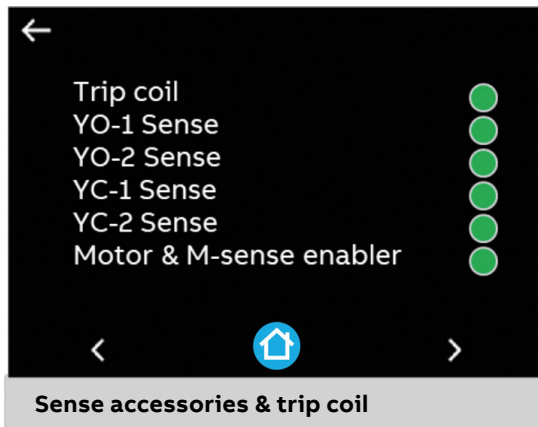 Trip coil
YO-1 Sense
YO-2 Sense
YC-1 Sense
YC-2 Sense
Motor & M-sense enabler
Sense accessories & trip coil